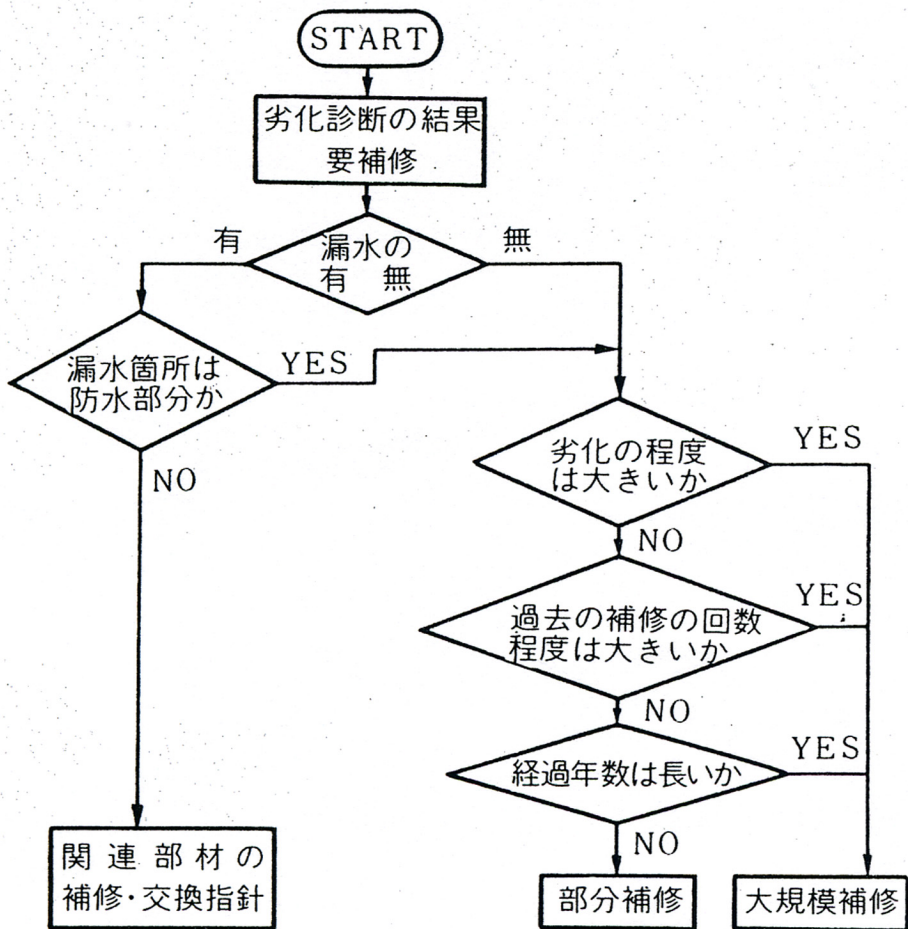 START
劣化診断の結果
要補修
有
漏水の
有 無
無
漏水箇所は
防水部分か
YES
NO
劣化の程度
は大きいか
YES
NO
過去の補修の回数
程度は大きいか
YES
NO
経過年数は長いか
YES
NO
関連部材の
補修・交換指針
部分補修
大規模補修